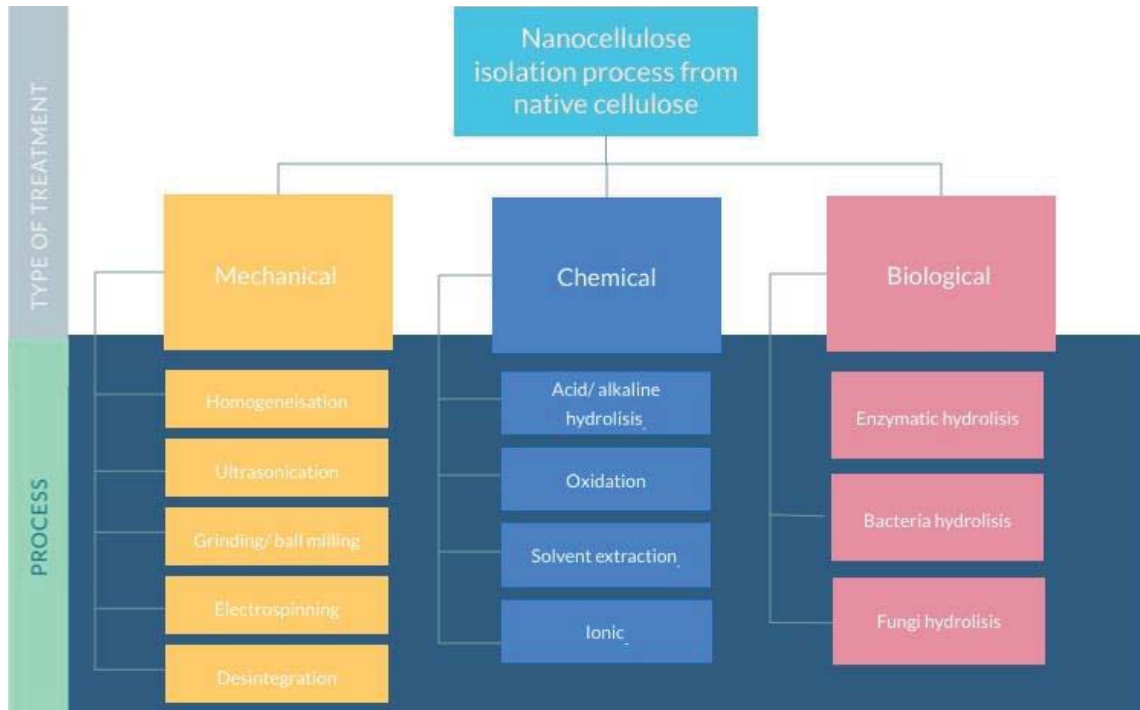 Nanocellulose
isolation process from
native cellulose
TYPE OF TREATMENT
Mechanical
Chemical
Biological
PROCESS
Homogeneisation
Ultrasonication
Grinding/ ball milling
Electrospinning
Desintegration
Acid/ alkaline
hydrolisis
Oxidation
Solvent extraction
Ionic
Enzymatic hydrolisis
Bacteria hydrolisis
Fungi hydrolisis